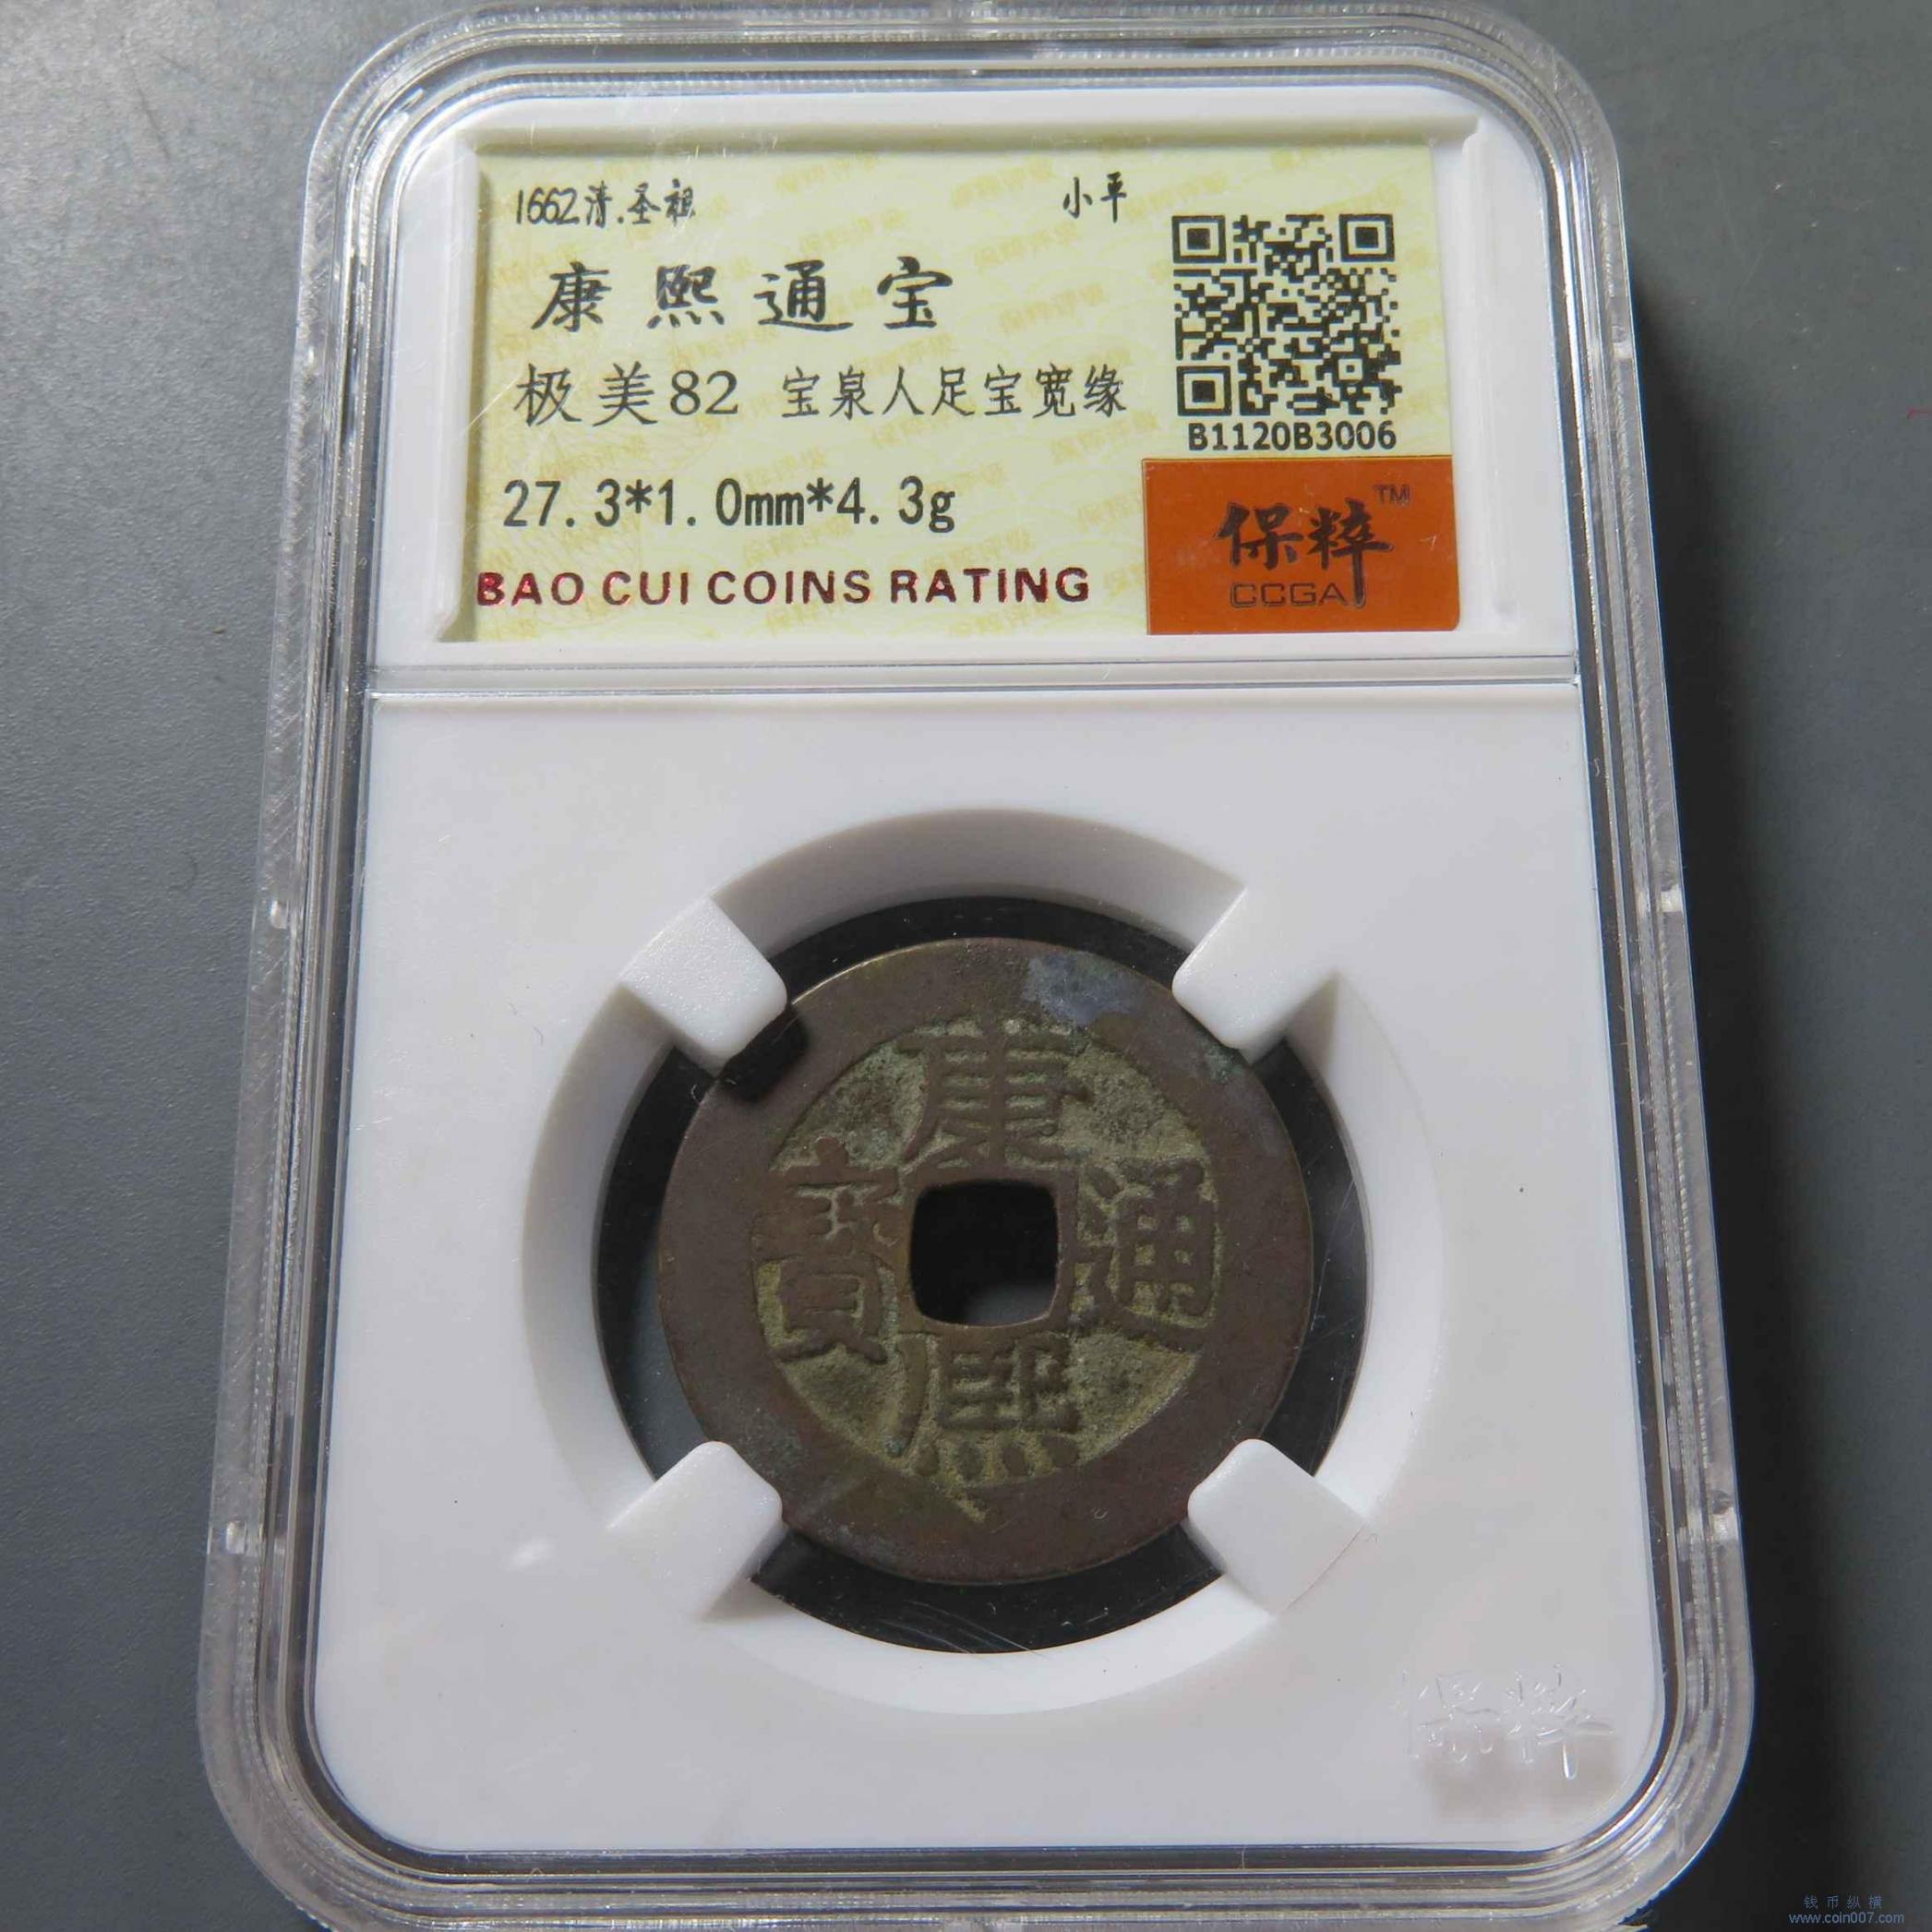 1662清.圣祖 小平
康熙通宝
极美82 宝泉人足宝宽缘
B1120B3006
27.3*1.0mm*4.3g
保粹™
CCGA
BAO CUI COINS RATING
康熙通寶
保粹
钱币纵横
www.coin007.com